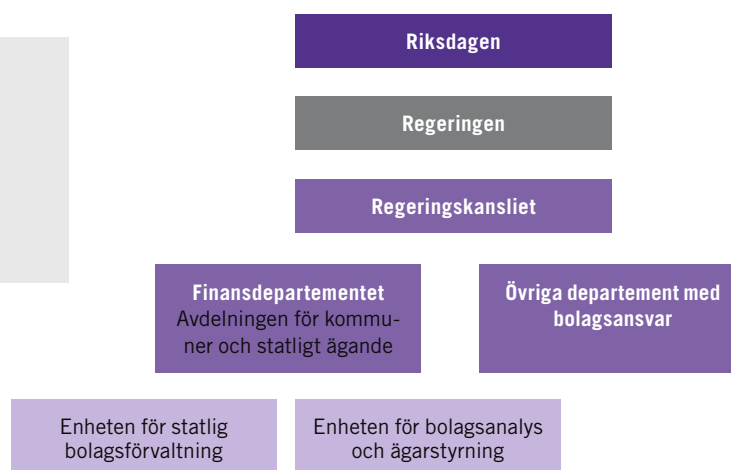 Riksdagen
Regeringen
Regeringskansliet
Finansdepartementet
Avdelningen för kommu-
ner och statligt ägande
Övriga departement med
bolagsansvar
Enheten för statlig
bolagsförvaltning
Enheten för bolagsanalys
och ägarstyrning